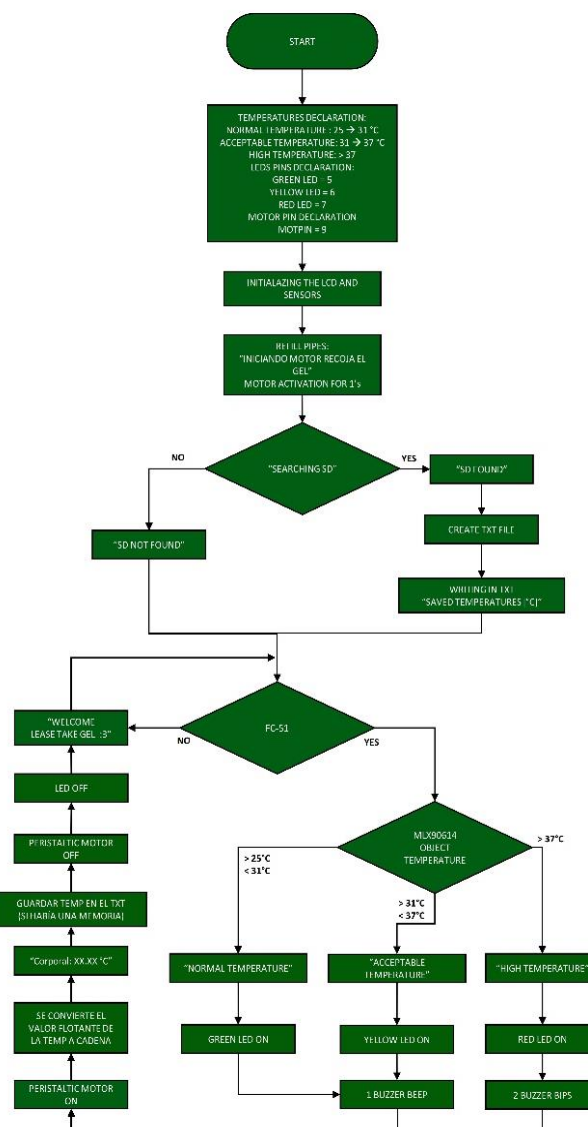 START
TEMPERATURES DECLARATION:
NORMAL TEMPERATURE : 25 → 31 °C
ACCEPTABLE TEMPERATURE: 31 → 37 °C
HIGH TEMPERATURE: > 37
LEDS PINS DECLARATION:
GREEN LED = 5
YELLOW LED = 6
RED LED = 7
MOTOR PIN DECLARATION
MOTPIN = 9
INITIALAZING THE LCD AND
SENSORS
REFILL PIPES:
"INICIANDO MOTOR RECOJA EL
GEL"
MOTOR ACTIVATION FOR 1's
"SEARCHING SD"
NO
YES
"SD FOUND"
"SD NOT FOUND"
CREATE TXT FILE
WRITING IN TXT
"SAVED TEMPERATURES (°C)"
FC-51
NO
YES
"WELCOME
LEASE TAKE GEL :3"
LED OFF
PERISTALTIC MOTOR
OFF
GUARDAR TEMP EN EL TXT
(SI HABÍA UNA MEMORIA)
"Corporal: XX.XX °C"
SE CONVIERTE EL
VALOR FLOTANTE DE
LA TEMP A CADENA
PERISTALTIC MOTOR
ON
MLX90614
OBJECT
TEMPERATURE
> 25°C
< 31°C
> 31°C
< 37°C
> 37°C
"NORMAL TEMPERATURE"
"ACCEPTABLE
TEMPERATURE"
"HIGH TEMPERATURE"
GREEN LED ON
YELLOW LED ON
RED LED ON
1 BUZZER BEEP
2 BUZZER BIPS